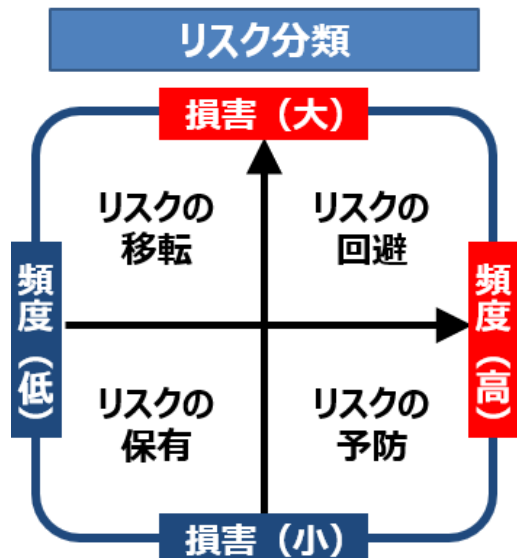 リスク分類
損害（大）
リスクの
移転
リスクの
回避
頻度（低）
頻度（高）
リスクの
保有
リスクの
予防
損害（小）